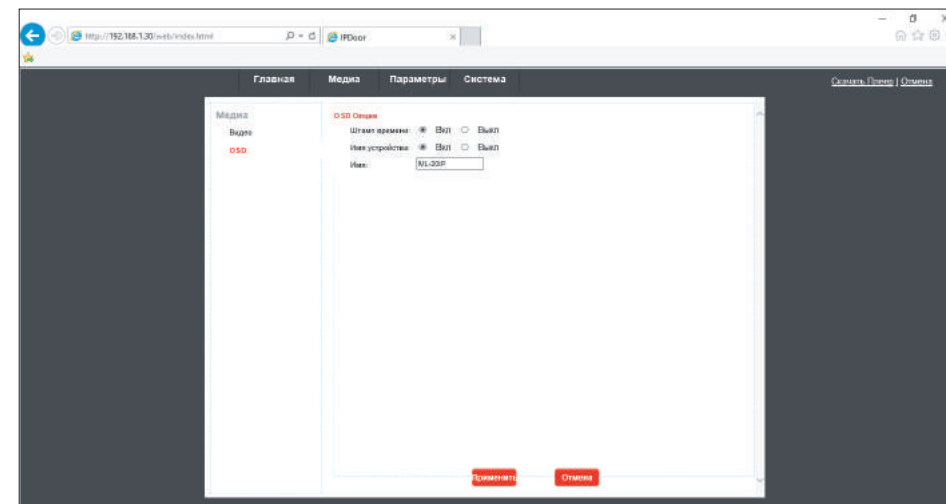 http://192.168.1.30/web/index.html
IPDoor
Главная Медиа Параметры Система
Скачать Плеер | Отмена
Медиа
Видео
OSD
OSD Опции
Штамп времени: Вкл Выкл
Имя устройства: Вкл Выкл
Имя: ML-20IP
Применить Отмена